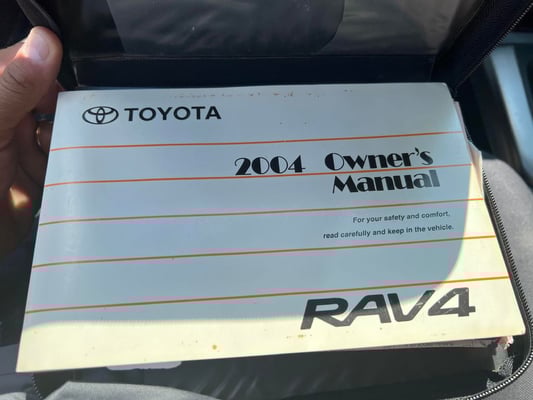 TOYOTA
2004 Owner's
Manual
For your safety and comfort,
read carefully and keep in the vehicle.
RAV4